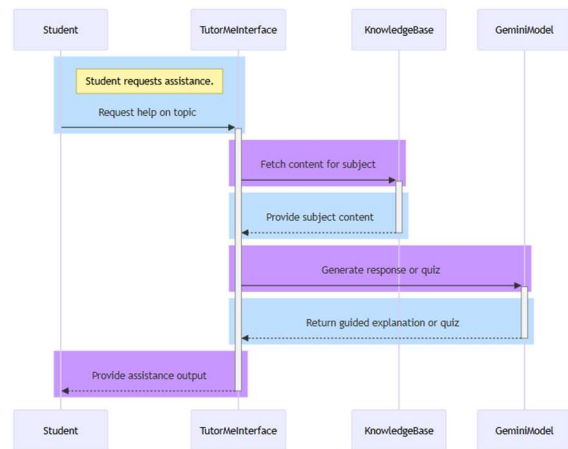 Student
TutorMeInterface
KnowledgeBase
GeminiModel
Student requests assistance.
Request help on topic
Fetch content for subject
Provide subject content
Generate response or quiz
Return guided explanation or quiz
Provide assistance output
Student
TutorMeInterface
KnowledgeBase
GeminiModel